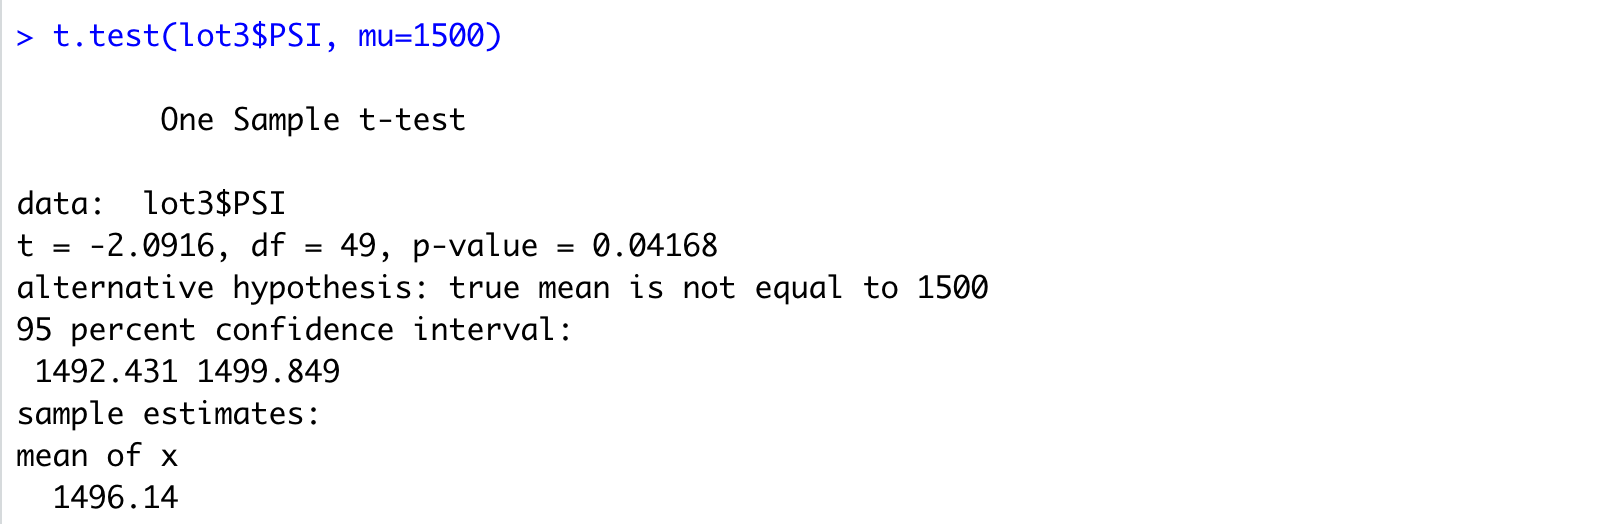 > t.test(lot3$PSI, mu=1500)
One Sample t-test
data:  lot3$PSI
t = -2.0916, df = 49, p-value = 0.04168
alternative hypothesis: true mean is not equal to 1500
95 percent confidence interval:
1492.431 1499.849
sample estimates:
mean of x
1496.14